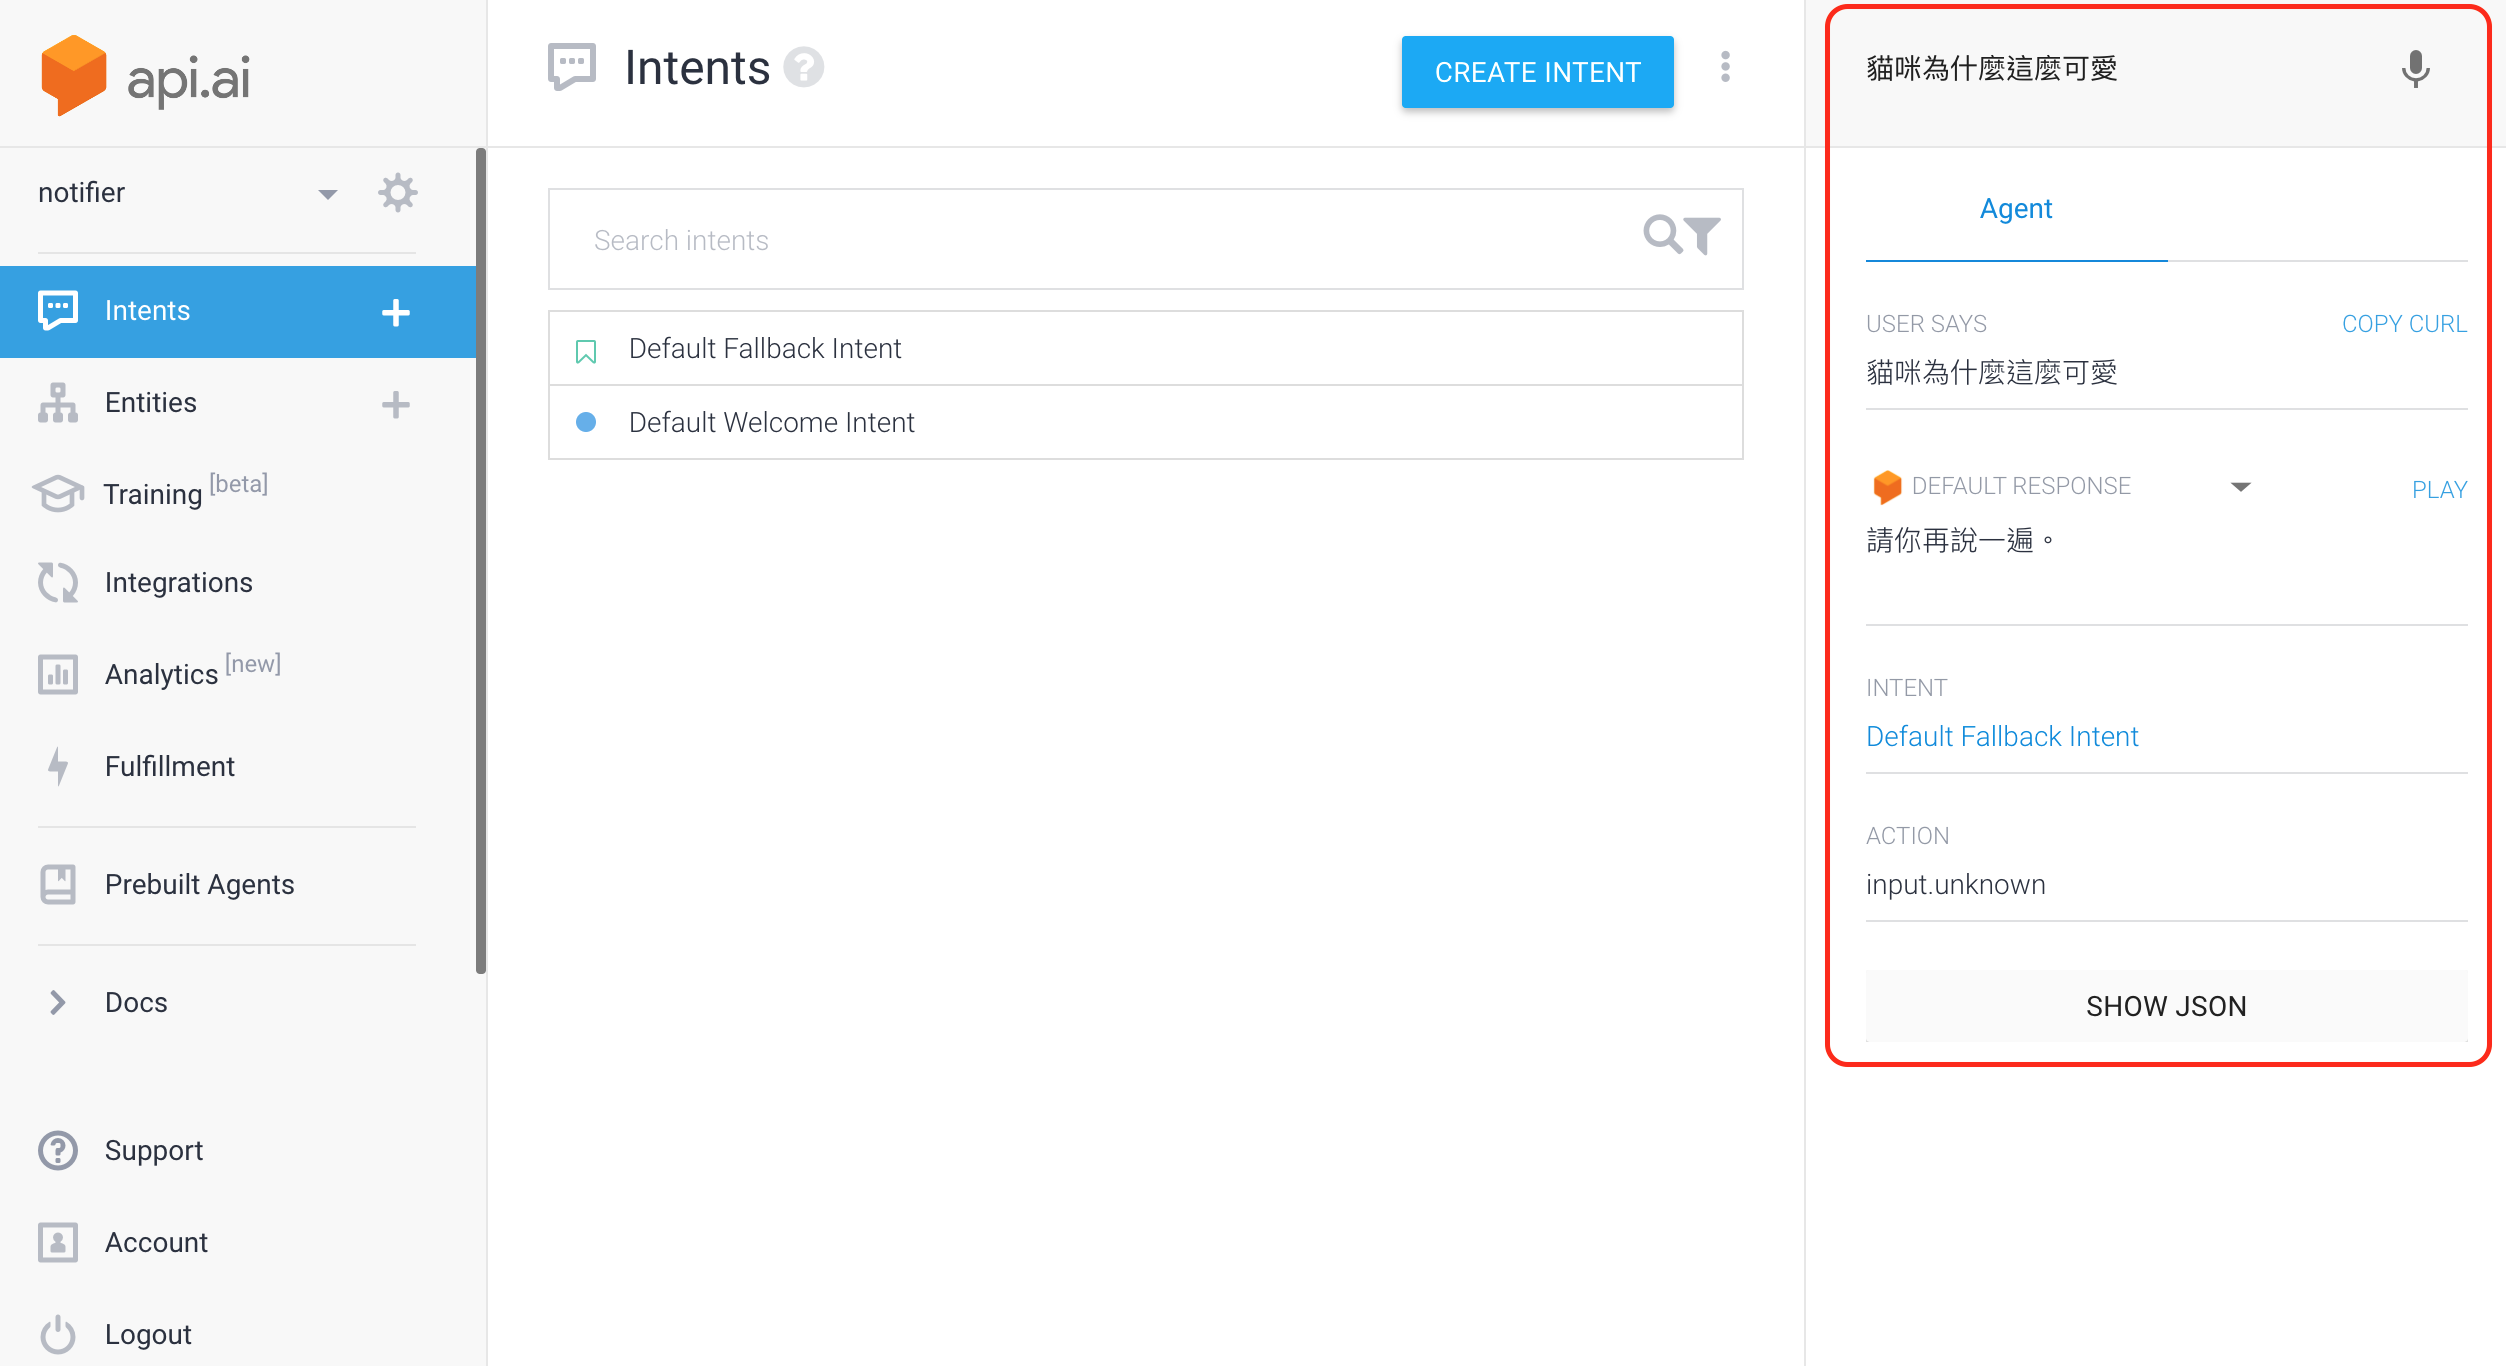 api.ai
notifier
Intents
Entities
Training [beta]
Integrations
Analytics [new]
Fulfillment
Prebuilt Agents
Docs
Support
Account
Logout
Intents ?
CREATE INTENT
Search intents
Default Fallback Intent
Default Welcome Intent
貓咪為什麼這麼可愛
Agent
USER SAYS COPY CURL
貓咪為什麼這麼可愛
DEFAULT RESPONSE PLAY
請你再說一遍。
INTENT
Default Fallback Intent
ACTION
input.unknown
SHOW JSON